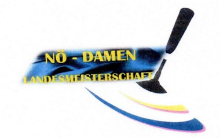 NÖ - DAMEN
LANDESMEISTERSCHAFT